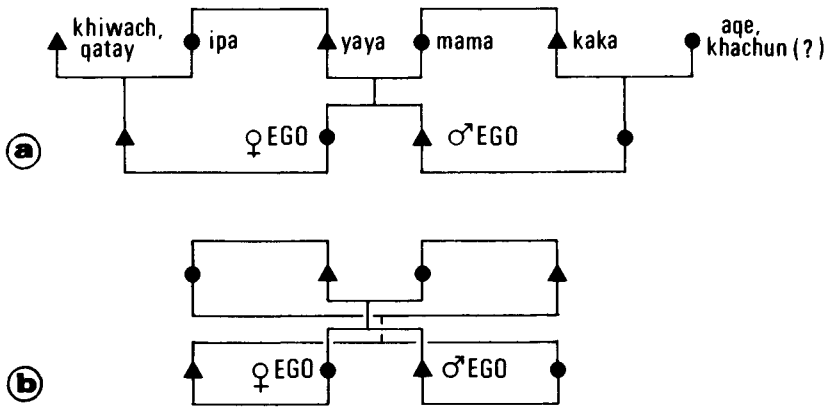 khiwach,
qatay
ipa
yaya
mama
kaka
aqe,
khachun (?)
a
♀ EGO
♂ EGO
b
♀ EGO
♂ EGO